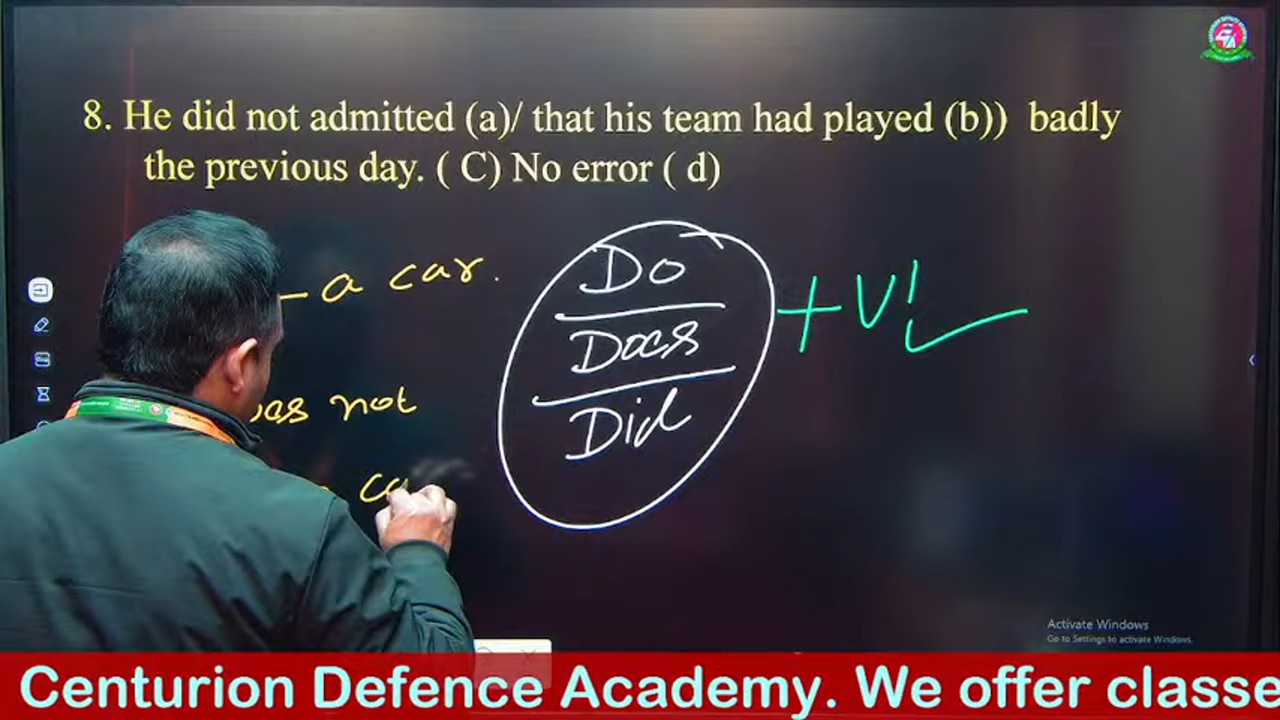 8. He did not admitted (a)/ that his team had played (b)) badly
the previous day. ( C) No error ( d)
a car.
Do
Does
Did
+ V1
not
Activate Windows
Go to Settings to activate Windows.
Centurion Defence Academy. We offer classe